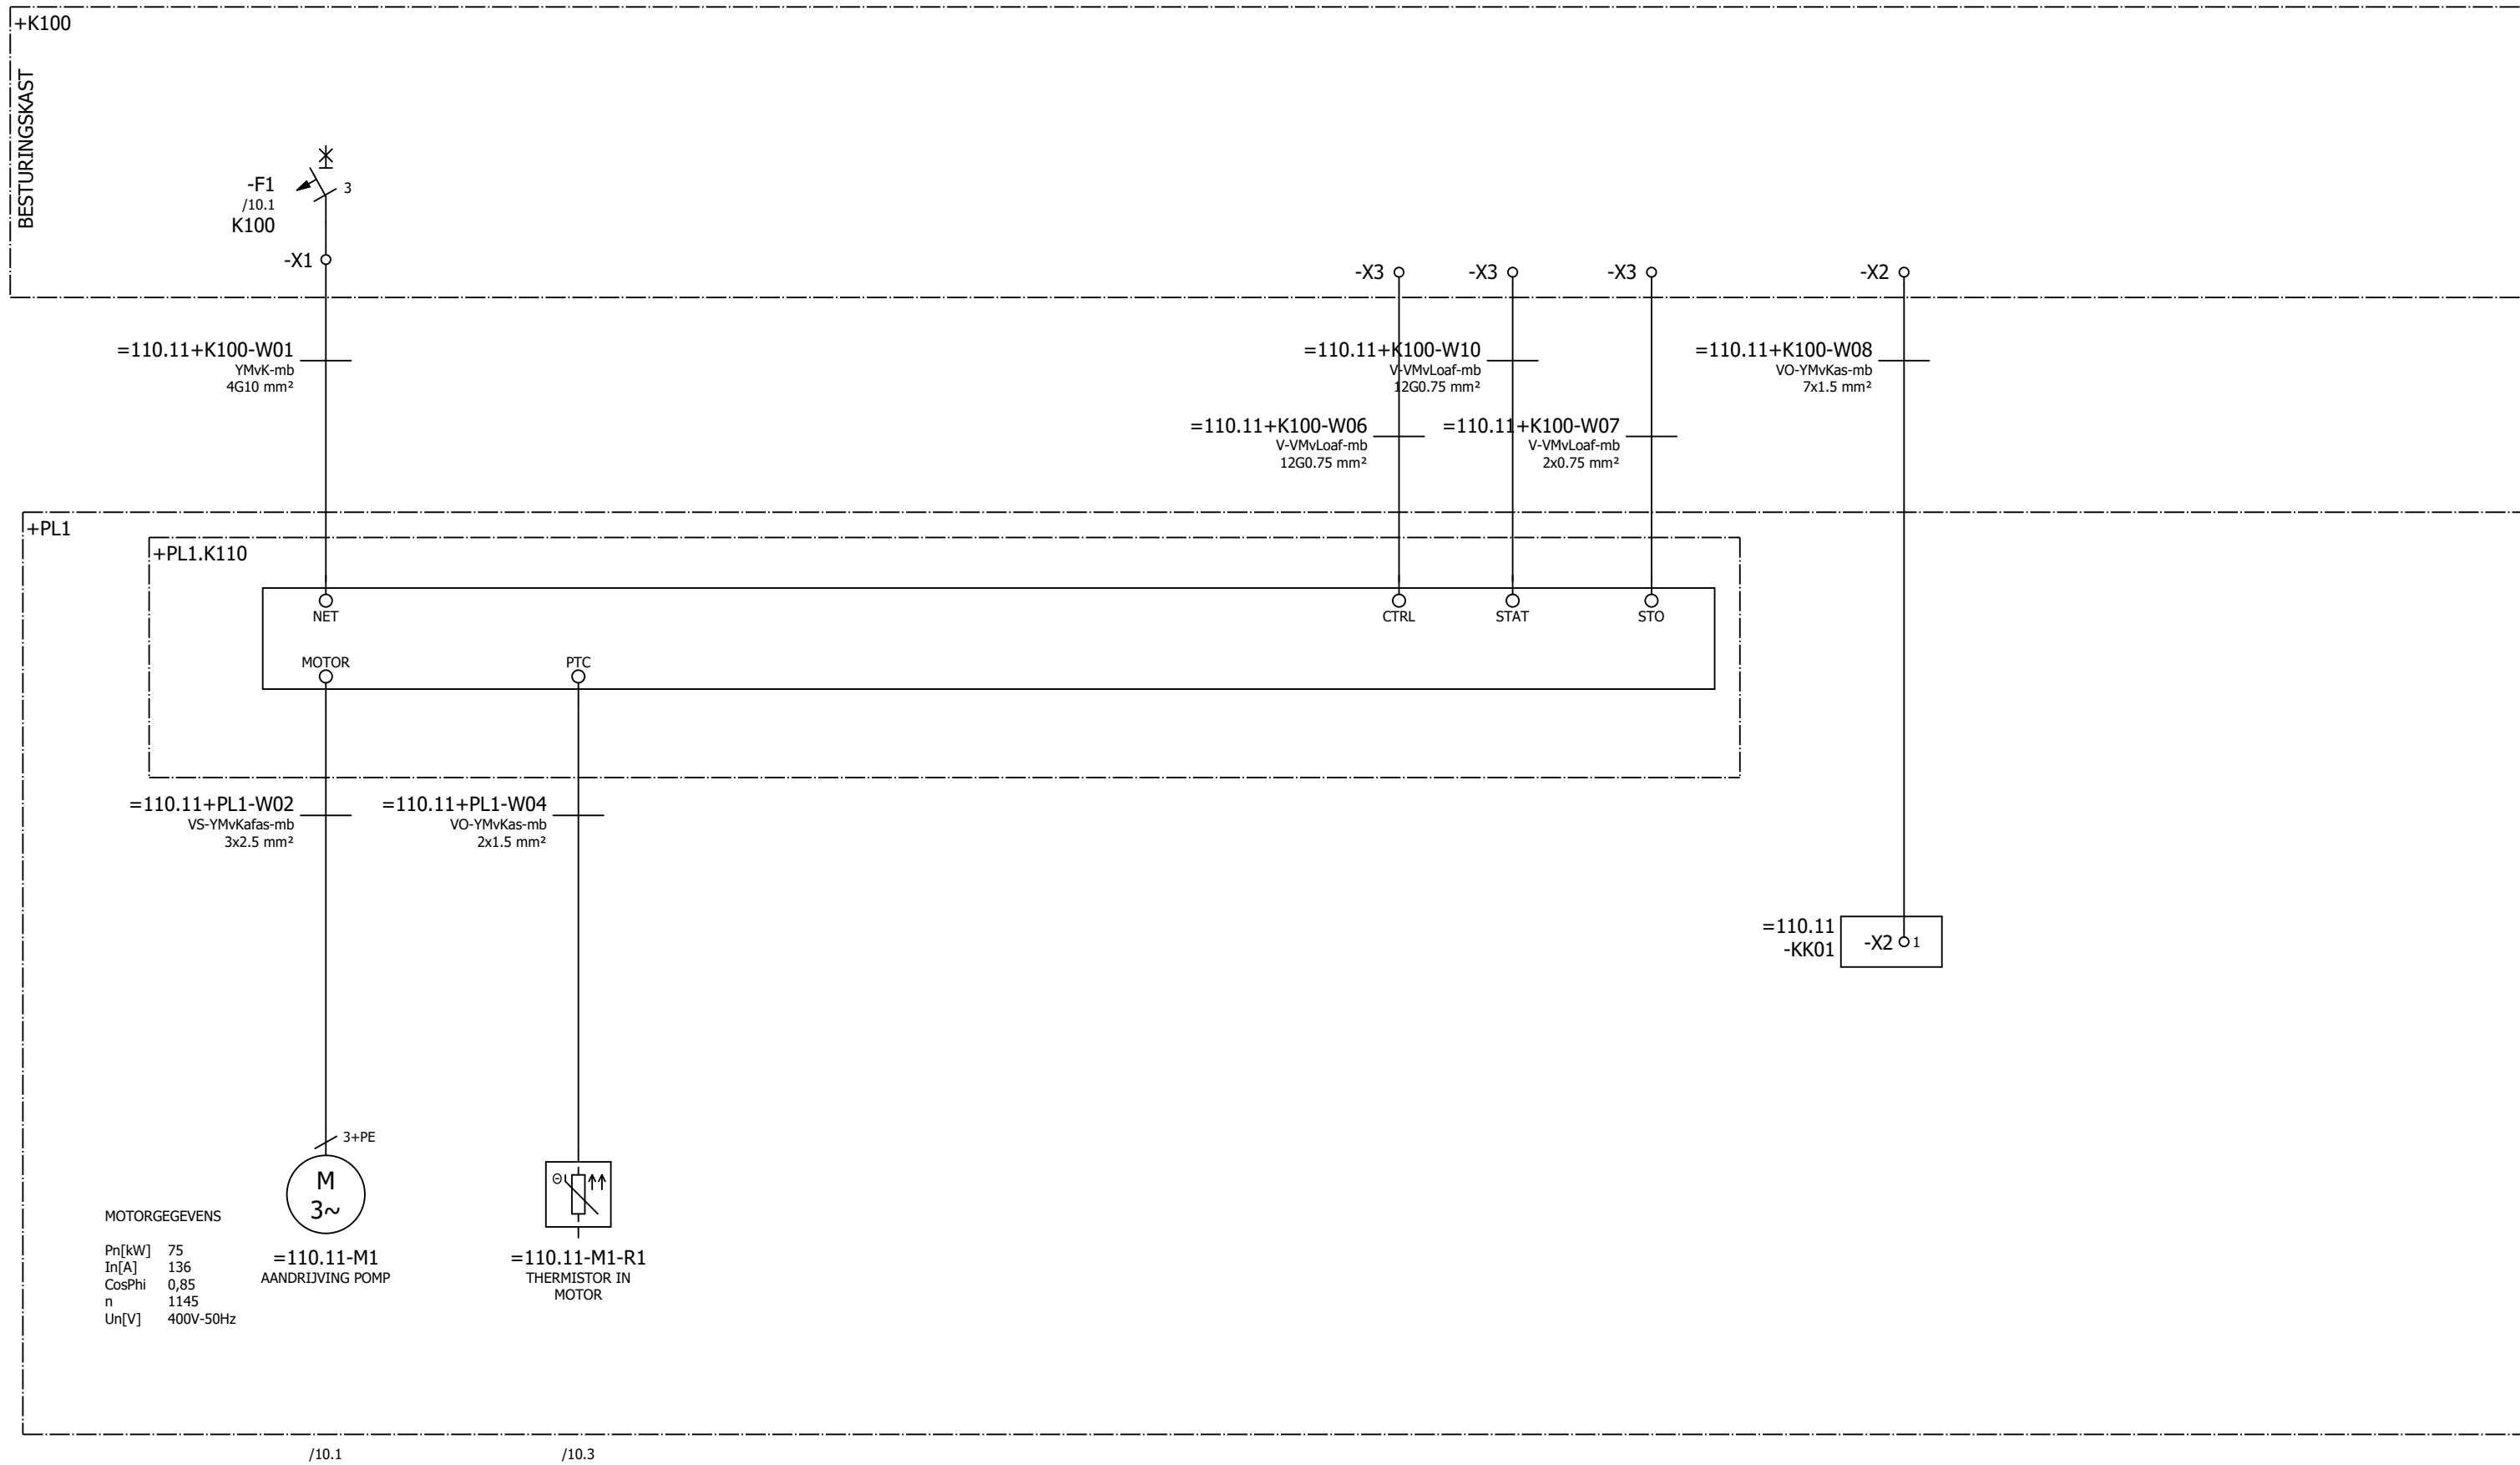 +K100
BESTURINGSKAST
-F1
/10.1
K100
3
-X1
-X3
-X3
-X3
-X2
=110.11+K100-W01
YMvK-mb
4G10 mm²
=110.11+K100-W10
V-VMvLoaf-mb
12G0.75 mm²
=110.11+K100-W08
VO-YMvKas-mb
7x1.5 mm²
=110.11+K100-W06
V-VMvLoaf-mb
12G0.75 mm²
=110.11+K100-W07
V-VMvLoaf-mb
2x0.75 mm²
+PL1
+PL1.K110
NET
CTRL
STAT
STO
MOTOR
PTC
=110.11+PL1-W02
VS-YMvKafas-mb
3x2.5 mm²
=110.11+PL1-W04
VO-YMvKas-mb
2x1.5 mm²
=110.11
-KK01
-X2
1
3+PE
M
3~
MOTORGEGEVENS
Pn[kW] 75
In[A] 136
CosPhi 0,85
n 1145
Un[V] 400V-50Hz
=110.11-M1
AANDRIJVING POMP
Θ
=110.11-M1-R1
THERMISTOR IN
MOTOR
/10.1
/10.3